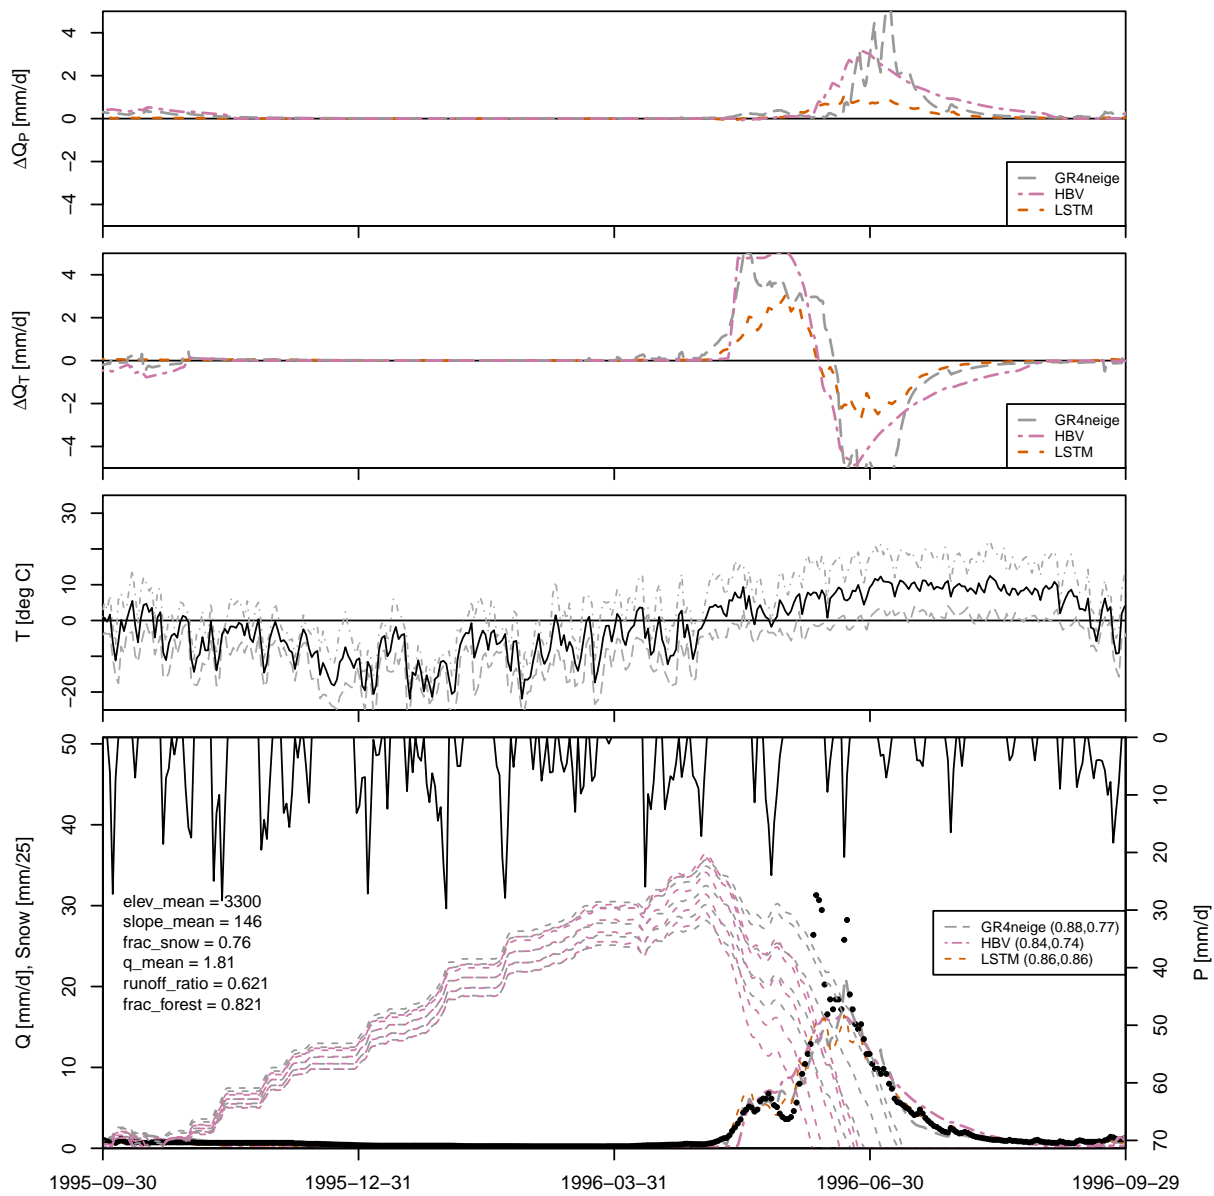 ΔQP [mm/d]
4
2
0
−2
−4
GR4neige
HBV
LSTM
ΔQT [mm/d]
4
2
0
−2
−4
GR4neige
HBV
LSTM
T [deg C]
30
10
0
−20
Q [mm/d], Snow [mm/25]
50
40
30
20
10
0
P [mm/d]
0
10
20
30
40
50
60
70
elev_mean = 3300
slope_mean = 146
frac_snow = 0.76
q_mean = 1.81
runoff_ratio = 0.621
frac_forest = 0.821
GR4neige (0.88,0.77)
HBV (0.84,0.74)
LSTM (0.86,0.86)
1995−09−30 1995−12−31 1996−03−31 1996−06−30 1996−09−29